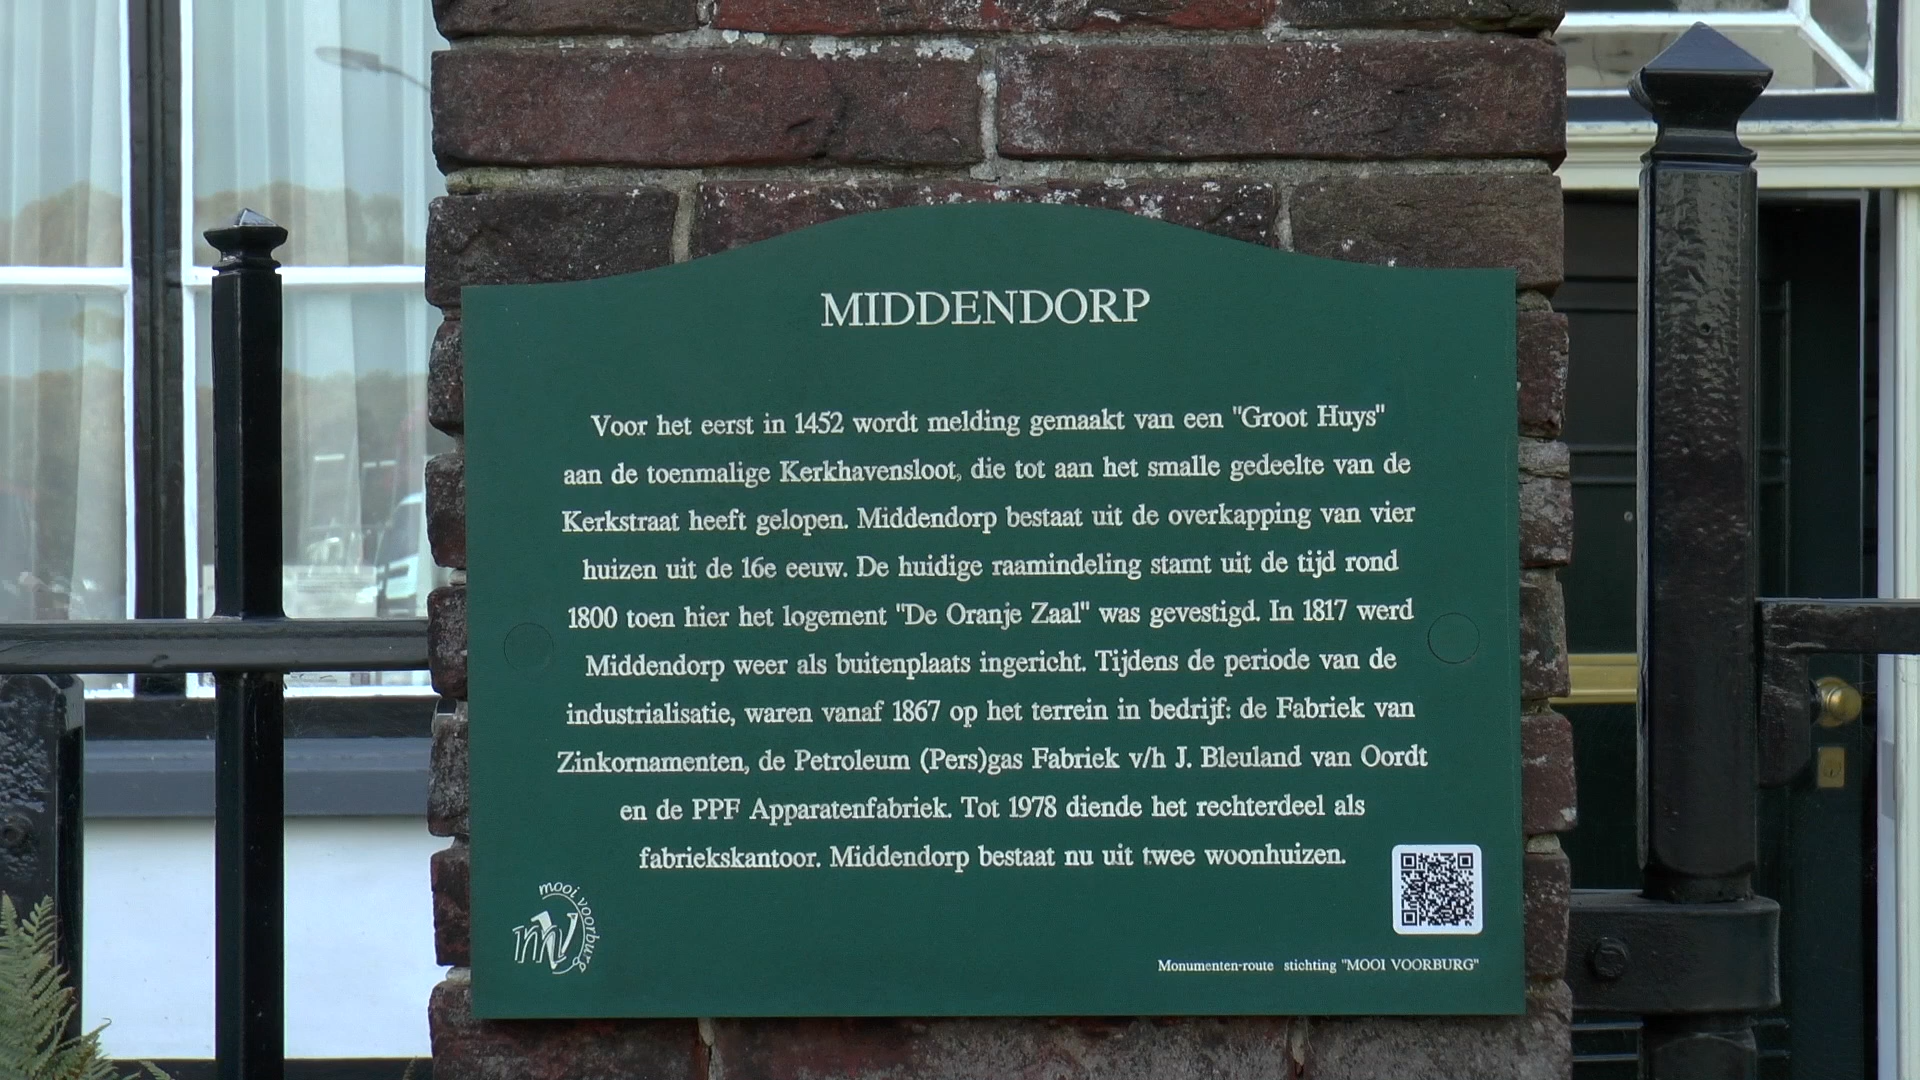 MIDDENDORP
Voor het eerst in 1452 wordt melding gemaakt van een "Groot Huys"
aan de toenmalige Kerkhavensloot, die tot aan het smalle gedeelte van de
Kerkstraat heeft gelopen. Middendorp bestaat uit de overkapping van vier
huizen uit de 16e eeuw. De huidige raamindeling stamt uit de tijd rond
1800 toen hier het logement "De Oranje Zaal" was gevestigd. In 1817 werd
Middendorp weer als buitenplaats ingericht. Tijdens de periode van de
industrialisatie, waren vanaf 1867 op het terrein in bedrijf: de Fabriek van
Zinkornamenten, de Petroleum (Pers)gas Fabriek v/h J. Bleuland van Oordt
en de PPF Apparatenfabriek. Tot 1978 diende het rechterdeel als
fabriekskantoor. Middendorp bestaat nu uit twee woonhuizen.
mooi voorburg
mV
Monumenten-route stichting "MOOI VOORBURG"